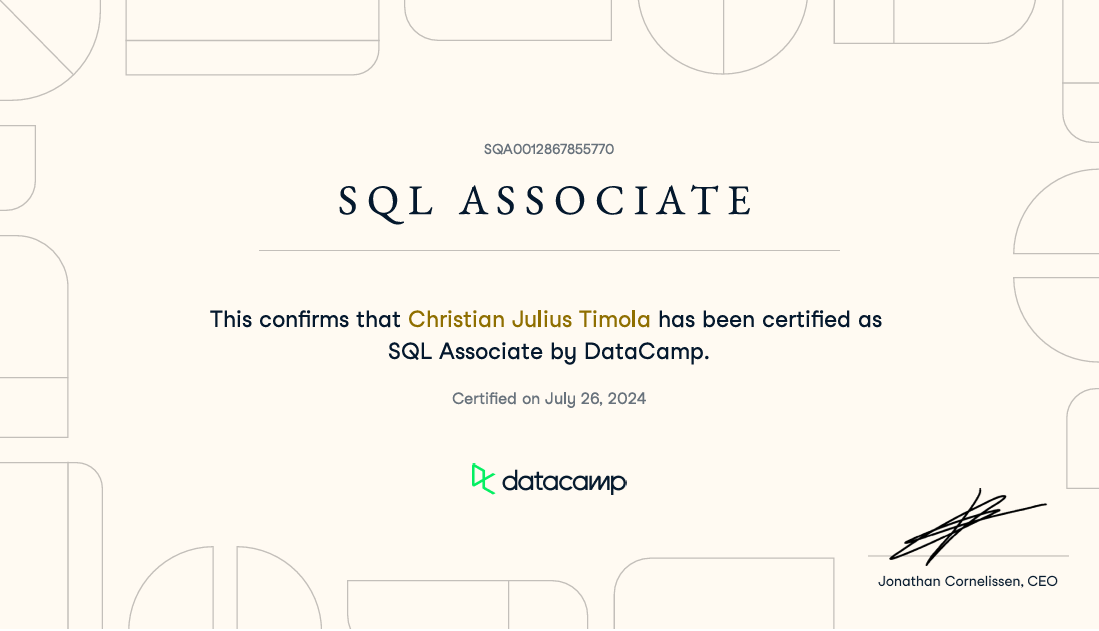 SQA0012867855770
SQL ASSOCIATE
This confirms that Christian Julius Timola has been certified as
SQL Associate by DataCamp.
Certified on July 26, 2024
datacamp
Jonathan Cornelissen, CEO